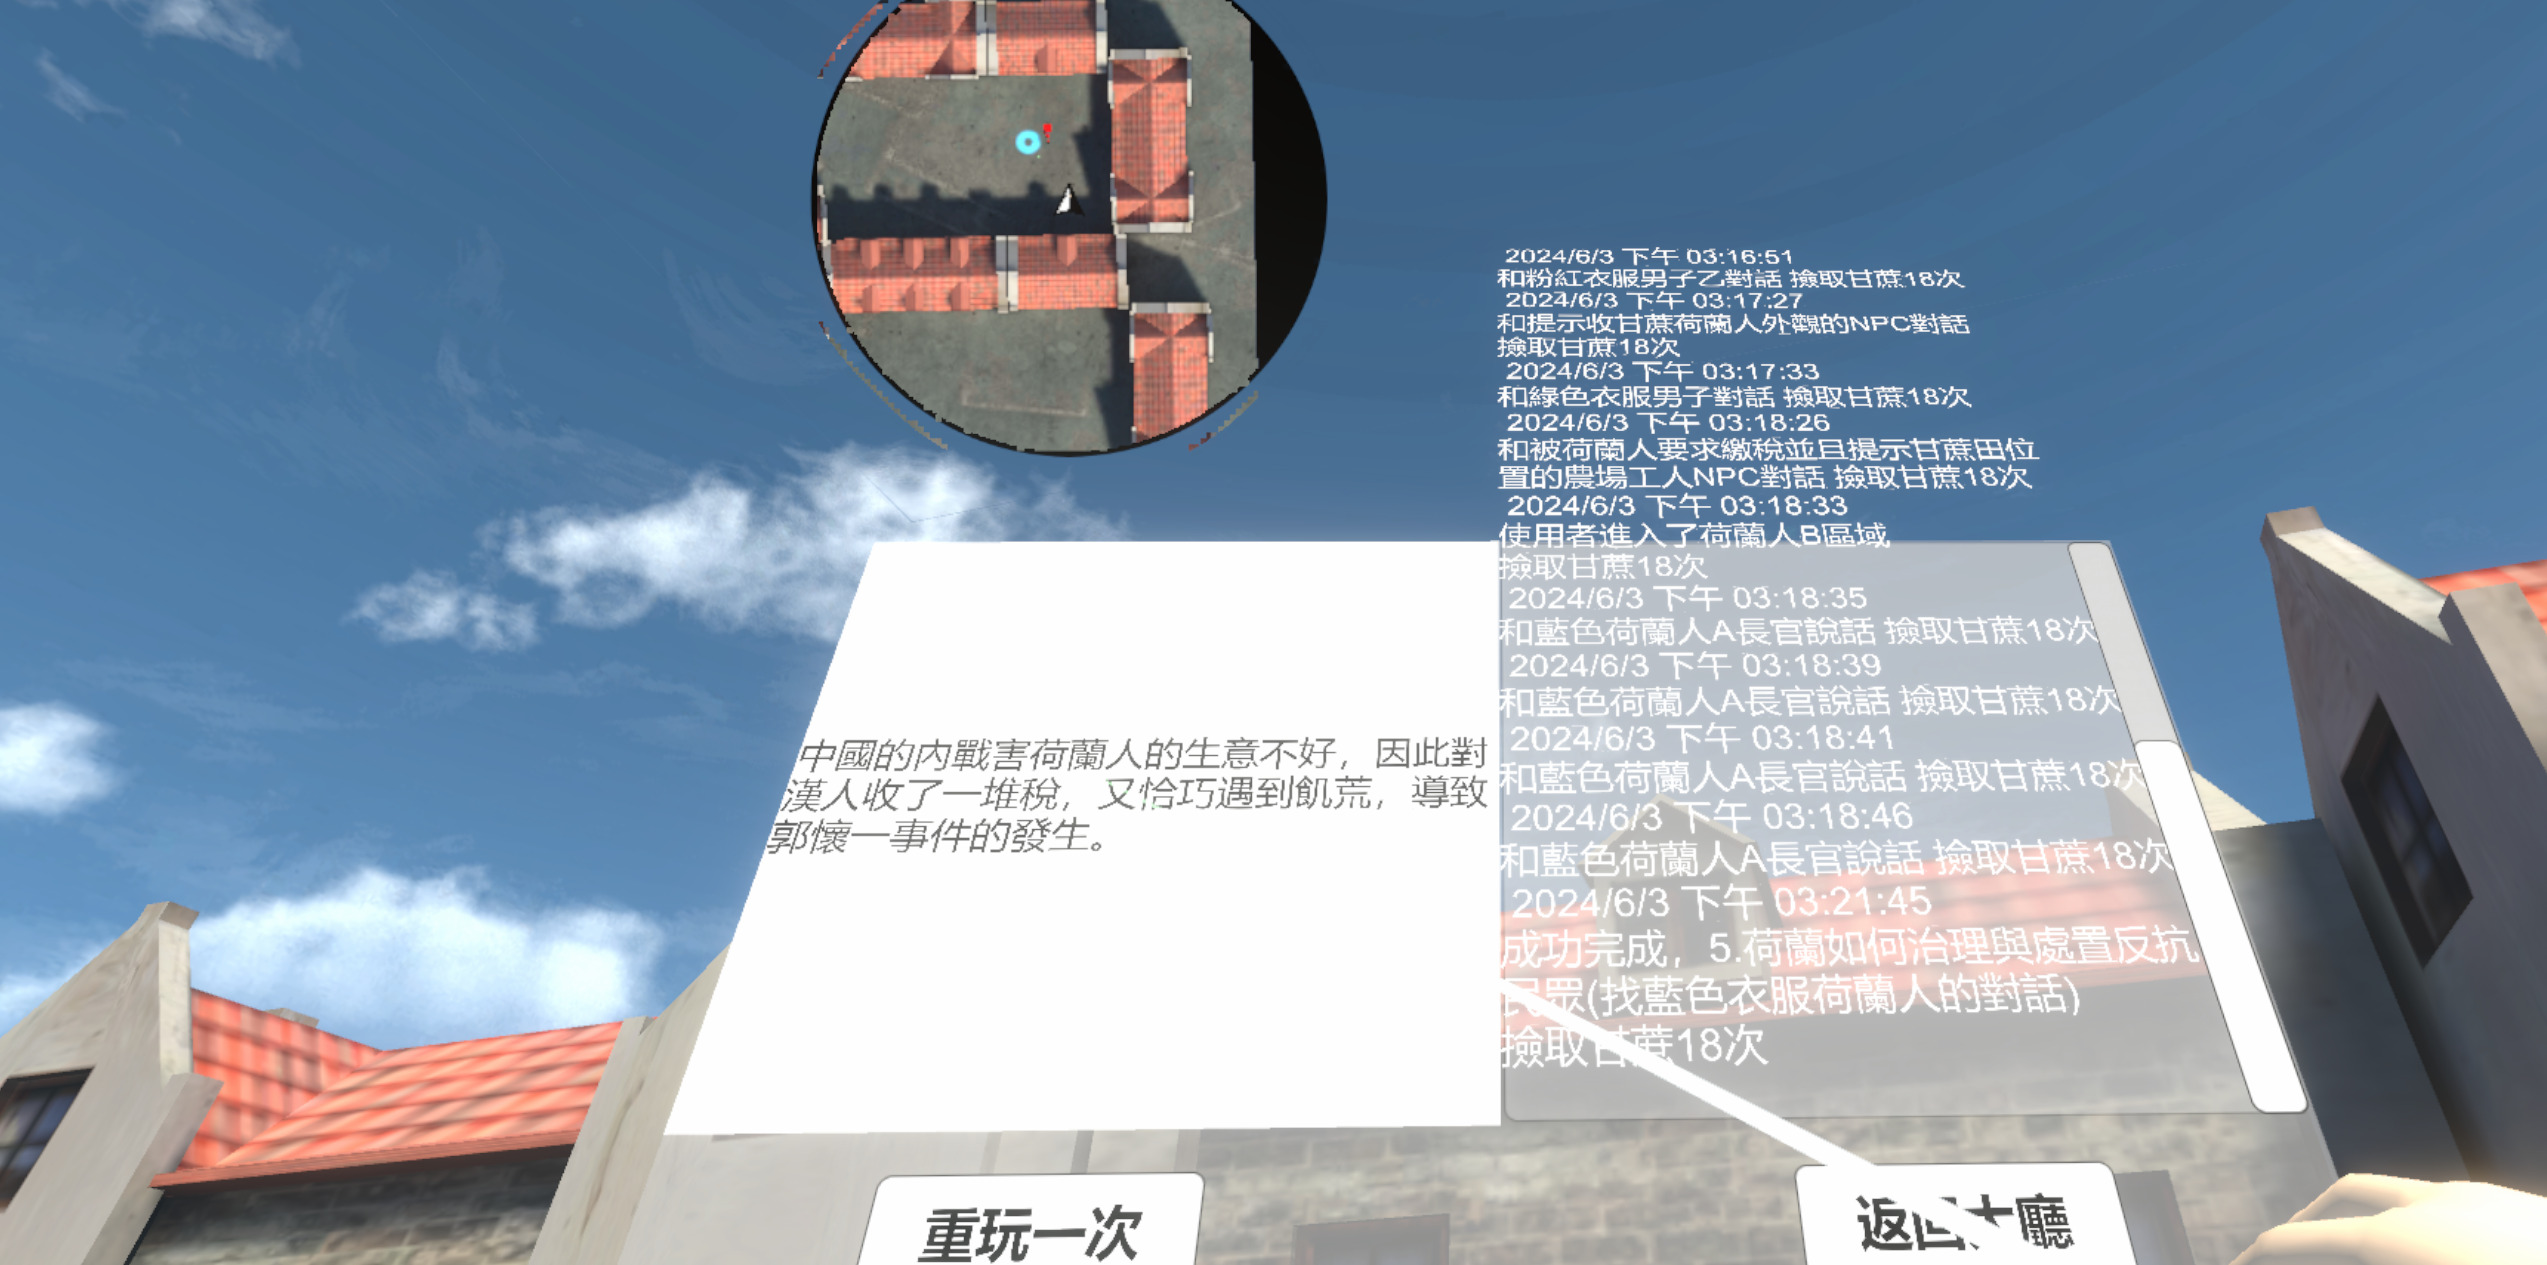 2024/6/3 下午 03:16:51
和粉紅衣服男子乙對話 撿取甘蔗18次
2024/6/3 下午 03:17:27
和提示收甘蔗荷蘭人外觀的NPC對話
撿取甘蔗18次
2024/6/3 下午 03:17:33
和綠色衣服男子對話 撿取甘蔗18次
2024/6/3 下午 03:18:26
和被荷蘭人要求繳稅並且提示甘蔗田位
置的農場工人NPC對話 撿取甘蔗18次
2024/6/3 下午 03:18:33
使用者進入了荷蘭人B區域
撿取甘蔗18次
2024/6/3 下午 03:18:35
和藍色荷蘭人A長官說話 撿取甘蔗18次
2024/6/3 下午 03:18:39
和藍色荷蘭人A長官說話 撿取甘蔗18次
2024/6/3 下午 03:18:41
和藍色荷蘭人A長官說話 撿取甘蔗18次
2024/6/3 下午 03:18:46
和藍色荷蘭人A長官說話 撿取甘蔗18次
2024/6/3 下午 03:21:45
成功完成，5.荷蘭如何治理與處置反抗
民眾(找藍色衣服荷蘭人的對話)
撿取甘蔗18次
中國的內戰害荷蘭人的生意不好，因此對
漢人收了一堆稅，又恰巧遇到飢荒，導致
郭懷一事件的發生。
重玩一次
返回大廳